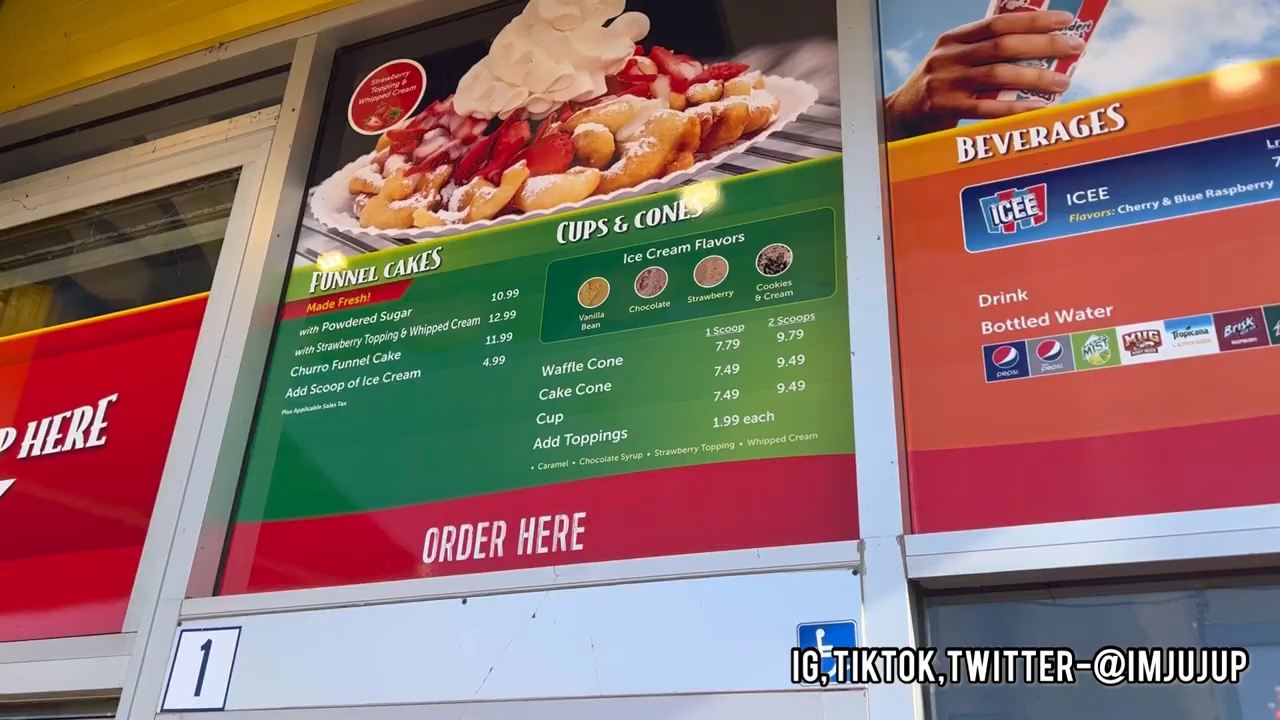 Strawberry
Topping &
Whipped Cream
FUNNEL CAKES
Made Fresh!
with Powdered Sugar 10.99
with Strawberry Topping & Whipped Cream 12.99
Churro Funnel Cake 11.99
Add Scoop of Ice Cream 4.99
Plus Applicable Sales Tax
CUPS & CONES
Ice Cream Flavors
Vanilla
Bean
Chocolate
Strawberry
Cookies
& Cream
1 Scoop 2 Scoops
Waffle Cone 7.79 9.79
Cake Cone 7.49 9.49
Cup 7.49 9.49
Add Toppings 1.99 each
• Caramel • Chocolate Syrup • Strawberry Topping • Whipped Cream
ORDER HERE
P HERE
1
BEVERAGES
ICEE
ICEE
Flavors: Cherry & Blue Raspberry
Drink
Bottled Water
pepsi
pepsi
MIST
MUG
Tropicana
Lemonade
Brisk
RASPBERRY
IG,TIKTOK,TWITTER-@IMJUJUP